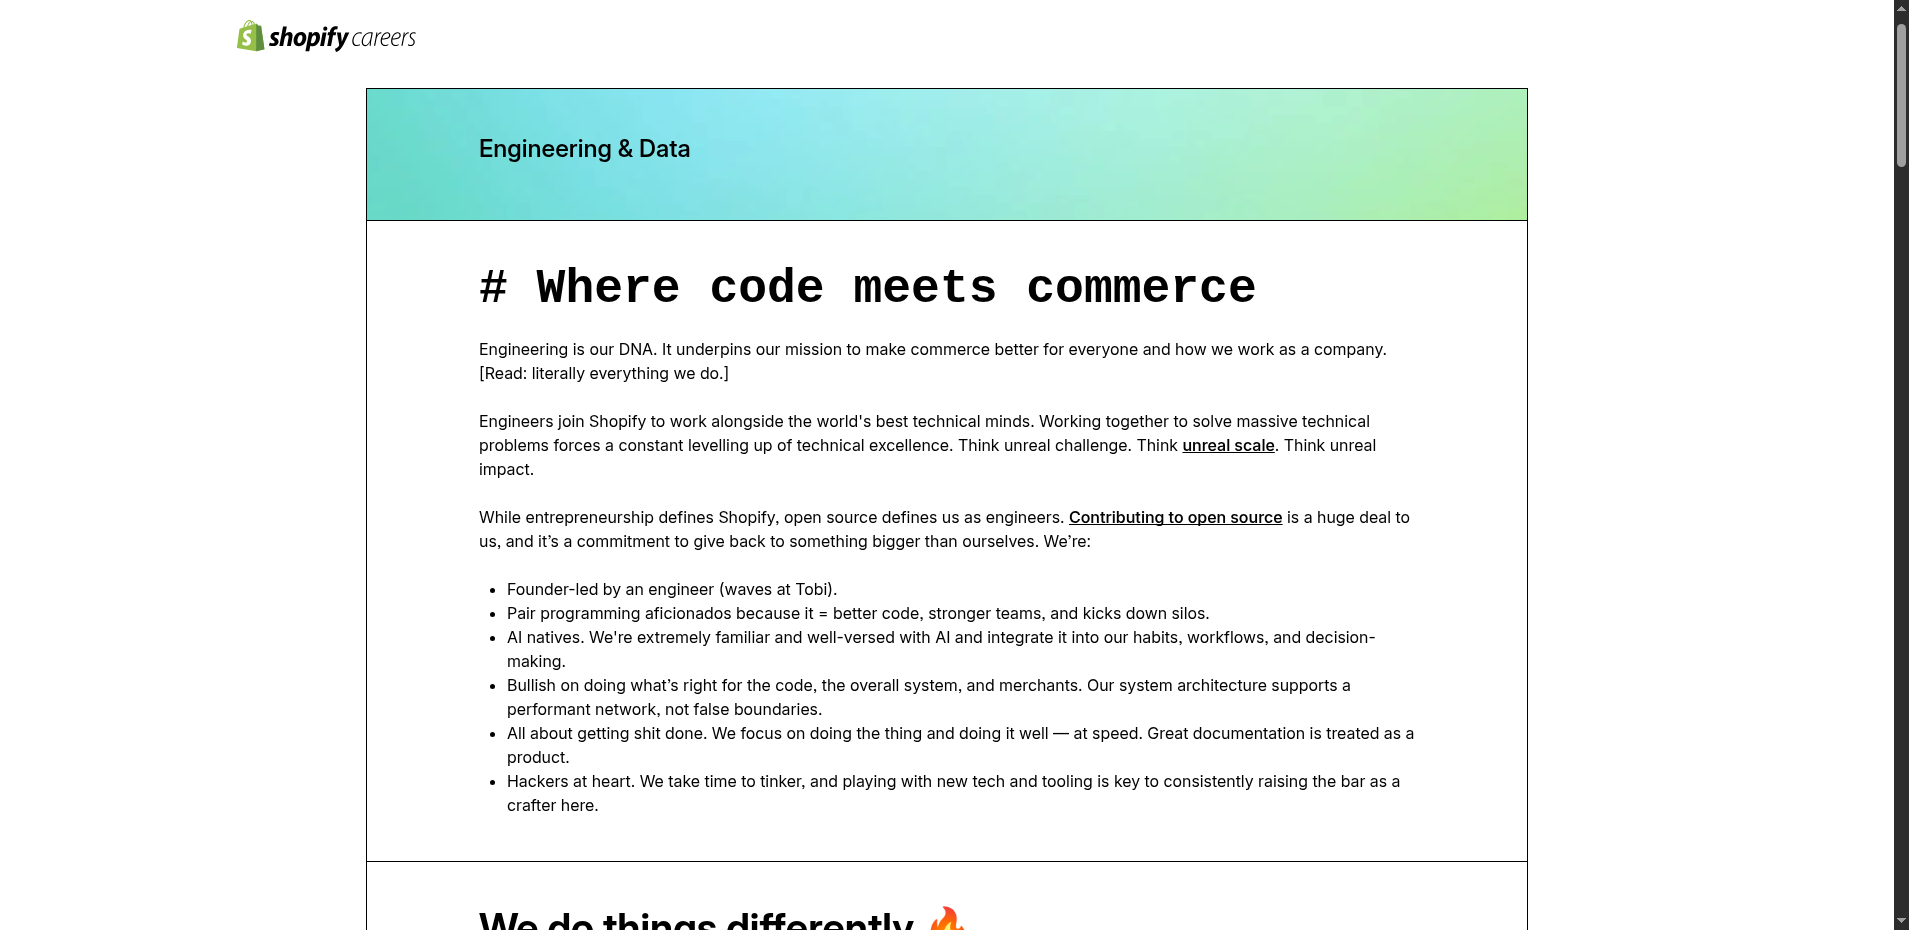 shopify careers
Engineering & Data
# Where code meets commerce
Engineering is our DNA. It underpins our mission to make commerce better for everyone and how we work as a company.
[Read: literally everything we do.]
Engineers join Shopify to work alongside the world's best technical minds. Working together to solve massive technical
problems forces a constant levelling up of technical excellence. Think unreal challenge. Think unreal scale. Think unreal
impact.
While entrepreneurship defines Shopify, open source defines us as engineers. Contributing to open source is a huge deal to
us, and it’s a commitment to give back to something bigger than ourselves. We’re:
• Founder-led by an engineer (waves at Tobi).
• Pair programming aficionados because it = better code, stronger teams, and kicks down silos.
• AI natives. We're extremely familiar and well-versed with AI and integrate it into our habits, workflows, and decision-
making.
• Bullish on doing what’s right for the code, the overall system, and merchants. Our system architecture supports a
performant network, not false boundaries.
• All about getting shit done. We focus on doing the thing and doing it well — at speed. Great documentation is treated as a
product.
• Hackers at heart. We take time to tinker, and playing with new tech and tooling is key to consistently raising the bar as a
crafter here.
We do things differently 🔥